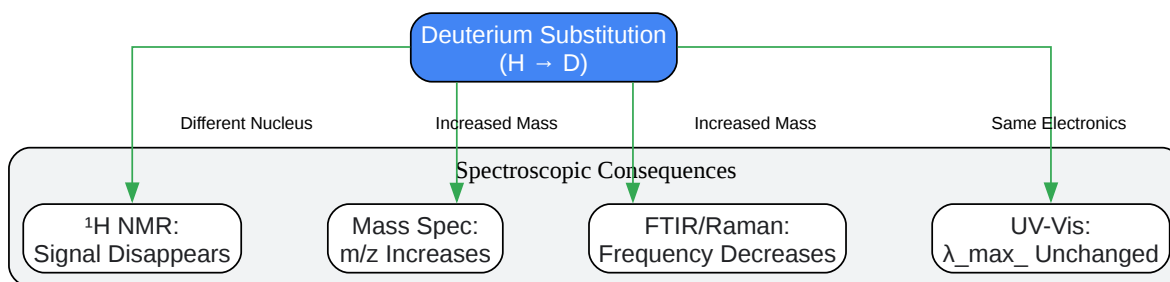 Deuterium Substitution
(H → D)
Different Nucleus
Increased Mass
Increased Mass
Same Electronics
Spectroscopic Consequences
¹H NMR:
Signal Disappears
Mass Spec:
m/z Increases
FTIR/Raman:
Frequency Decreases
UV-Vis:
λ_max_ Unchanged